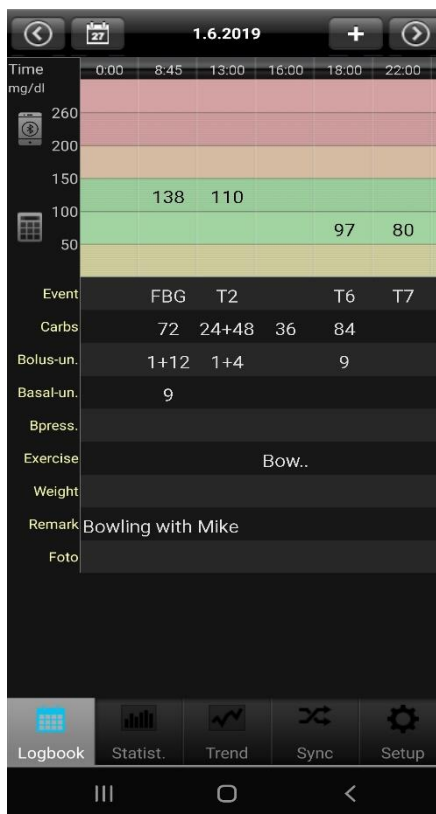 27 1.6.2019 +
Time 0:00 8:45 13:00 16:00 18:00 22:00
mg/dl
260
200
150
138 110
100
97 80
50
Event FBG T2 T6 T7
Carbs 72 24+48 36 84
Bolus-un. 1+12 1+4 9
Basal-un. 9
Bpress.
Exercise Bow..
Weight
Remark Bowling with Mike
Foto
Logbook Statist. Trend Sync Setup